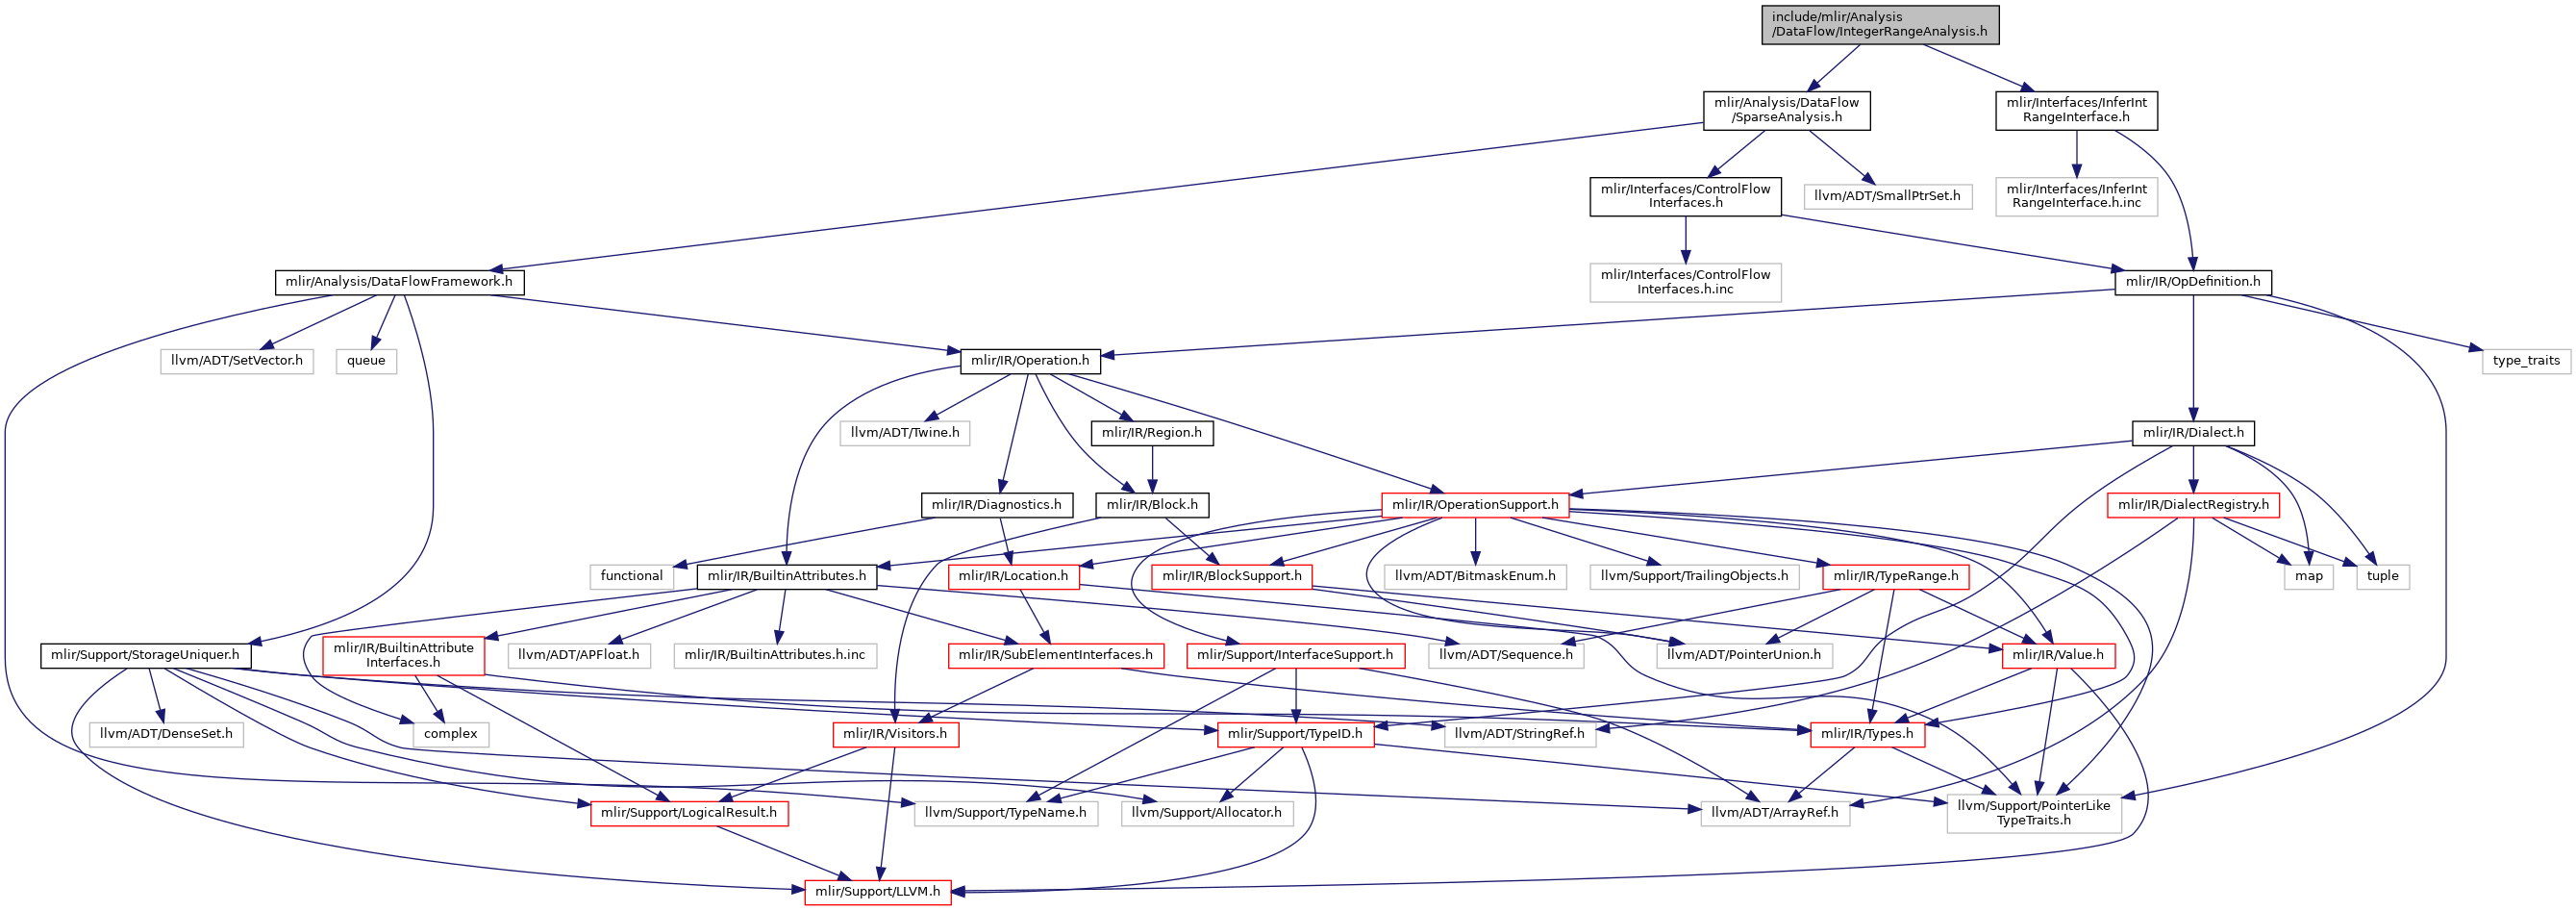 include/mlir/Analysis
/DataFlow/IntegerRangeAnalysis.h
mlir/Analysis/DataFlow
/SparseAnalysis.h
mlir/Interfaces/InferInt
RangeInterface.h
mlir/Interfaces/ControlFlow
Interfaces.h
llvm/ADT/SmallPtrSet.h
mlir/Interfaces/InferInt
RangeInterface.h.inc
mlir/Analysis/DataFlowFramework.h
mlir/Interfaces/ControlFlow
Interfaces.h.inc
mlir/IR/OpDefinition.h
llvm/ADT/SetVector.h
queue
mlir/IR/Operation.h
type_traits
llvm/ADT/Twine.h
mlir/IR/Region.h
mlir/IR/Dialect.h
mlir/IR/Diagnostics.h
mlir/IR/Block.h
mlir/IR/OperationSupport.h
mlir/IR/DialectRegistry.h
functional
mlir/IR/BuiltinAttributes.h
mlir/IR/Location.h
mlir/IR/BlockSupport.h
llvm/ADT/BitmaskEnum.h
llvm/Support/TrailingObjects.h
mlir/IR/TypeRange.h
map
tuple
mlir/Support/StorageUniquer.h
mlir/IR/BuiltinAttribute
Interfaces.h
llvm/ADT/APFloat.h
mlir/IR/BuiltinAttributes.h.inc
mlir/IR/SubElementInterfaces.h
mlir/Support/InterfaceSupport.h
llvm/ADT/Sequence.h
llvm/ADT/PointerUnion.h
mlir/IR/Value.h
llvm/ADT/DenseSet.h
complex
mlir/IR/Visitors.h
mlir/Support/TypeID.h
llvm/ADT/StringRef.h
mlir/IR/Types.h
mlir/Support/LogicalResult.h
llvm/Support/TypeName.h
llvm/Support/Allocator.h
llvm/ADT/ArrayRef.h
llvm/Support/PointerLike
TypeTraits.h
mlir/Support/LLVM.h